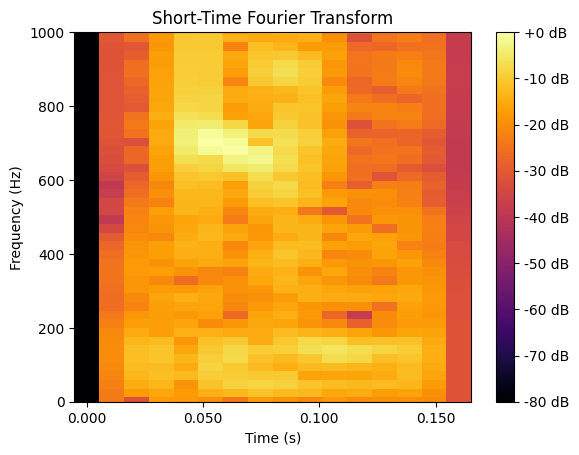 Short-Time Fourier Transform
1000
800
600
400
200
0
Frequency (Hz)
0.000
0.050
0.100
0.150
Time (s)
+0 dB
-10 dB
-20 dB
-30 dB
-40 dB
-50 dB
-60 dB
-70 dB
-80 dB